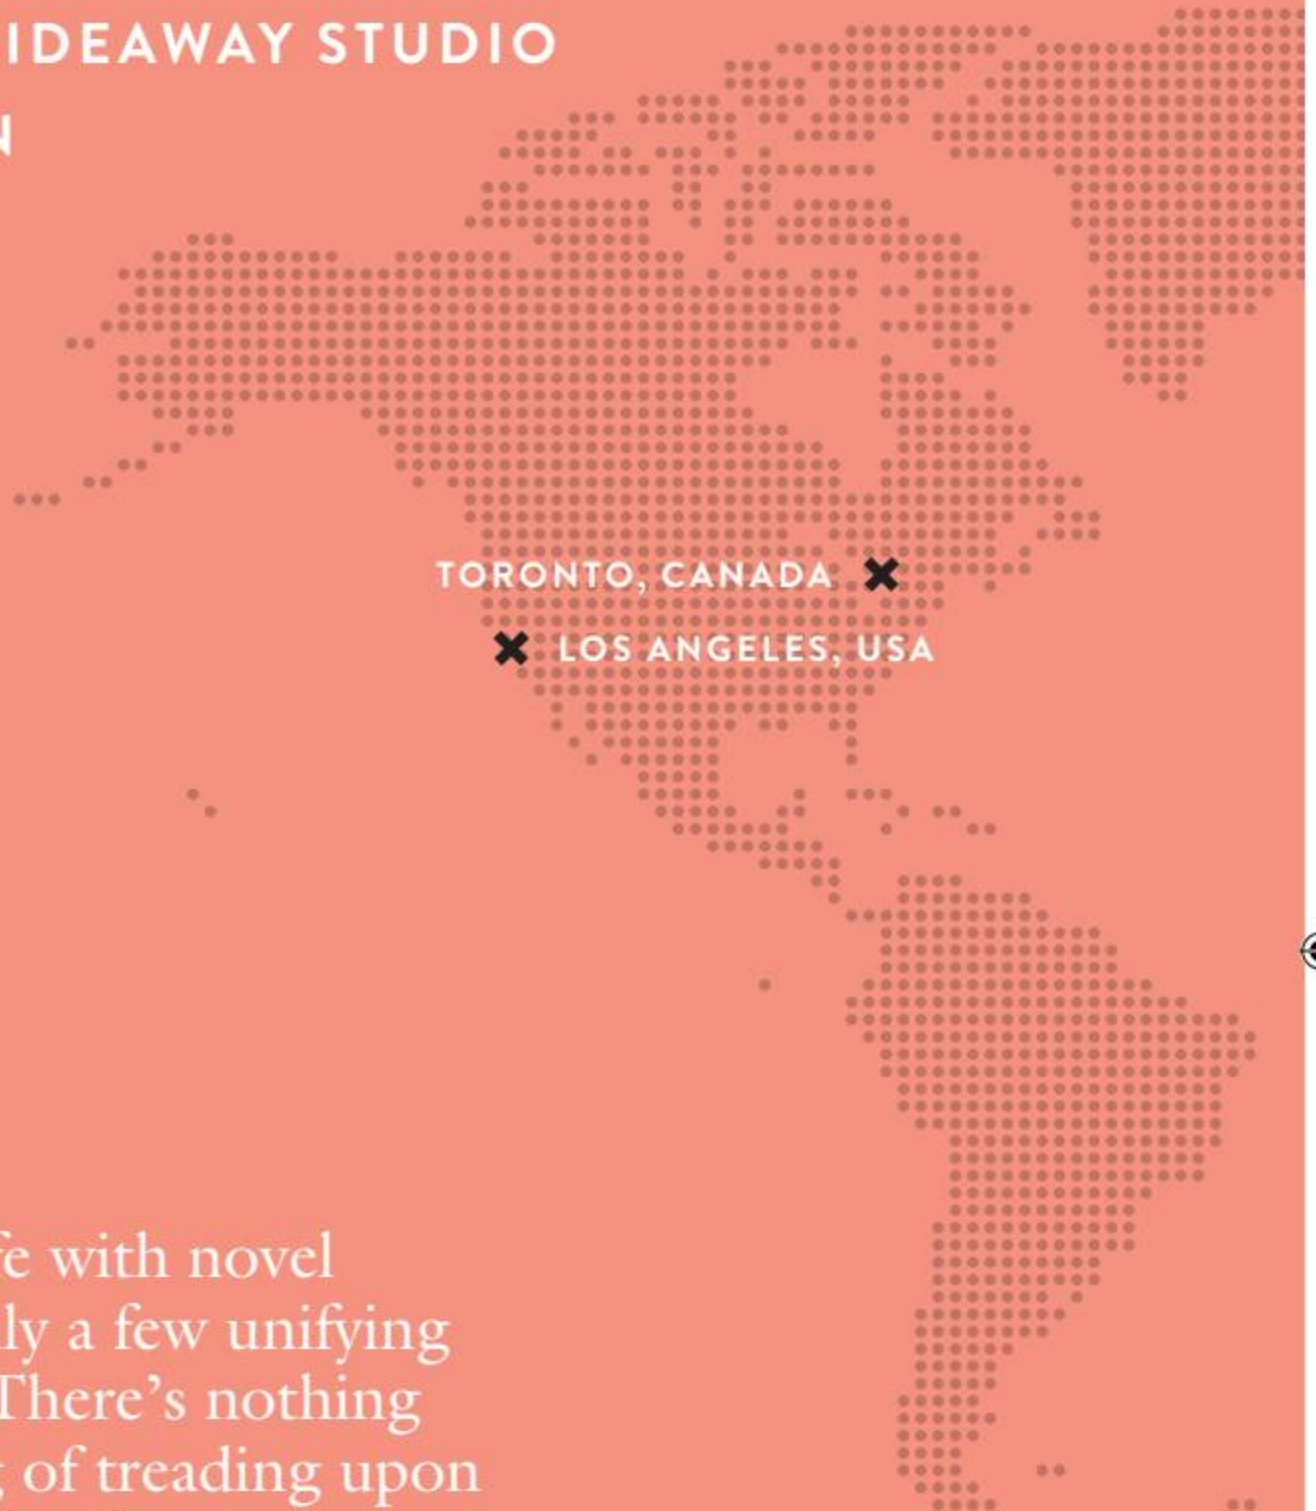 IDEAWAY STUDIO
N
TORONTO, CANADA
LOS ANGELES, USA
fe with novel
ly a few unifying
There’s nothing
g of treading upon